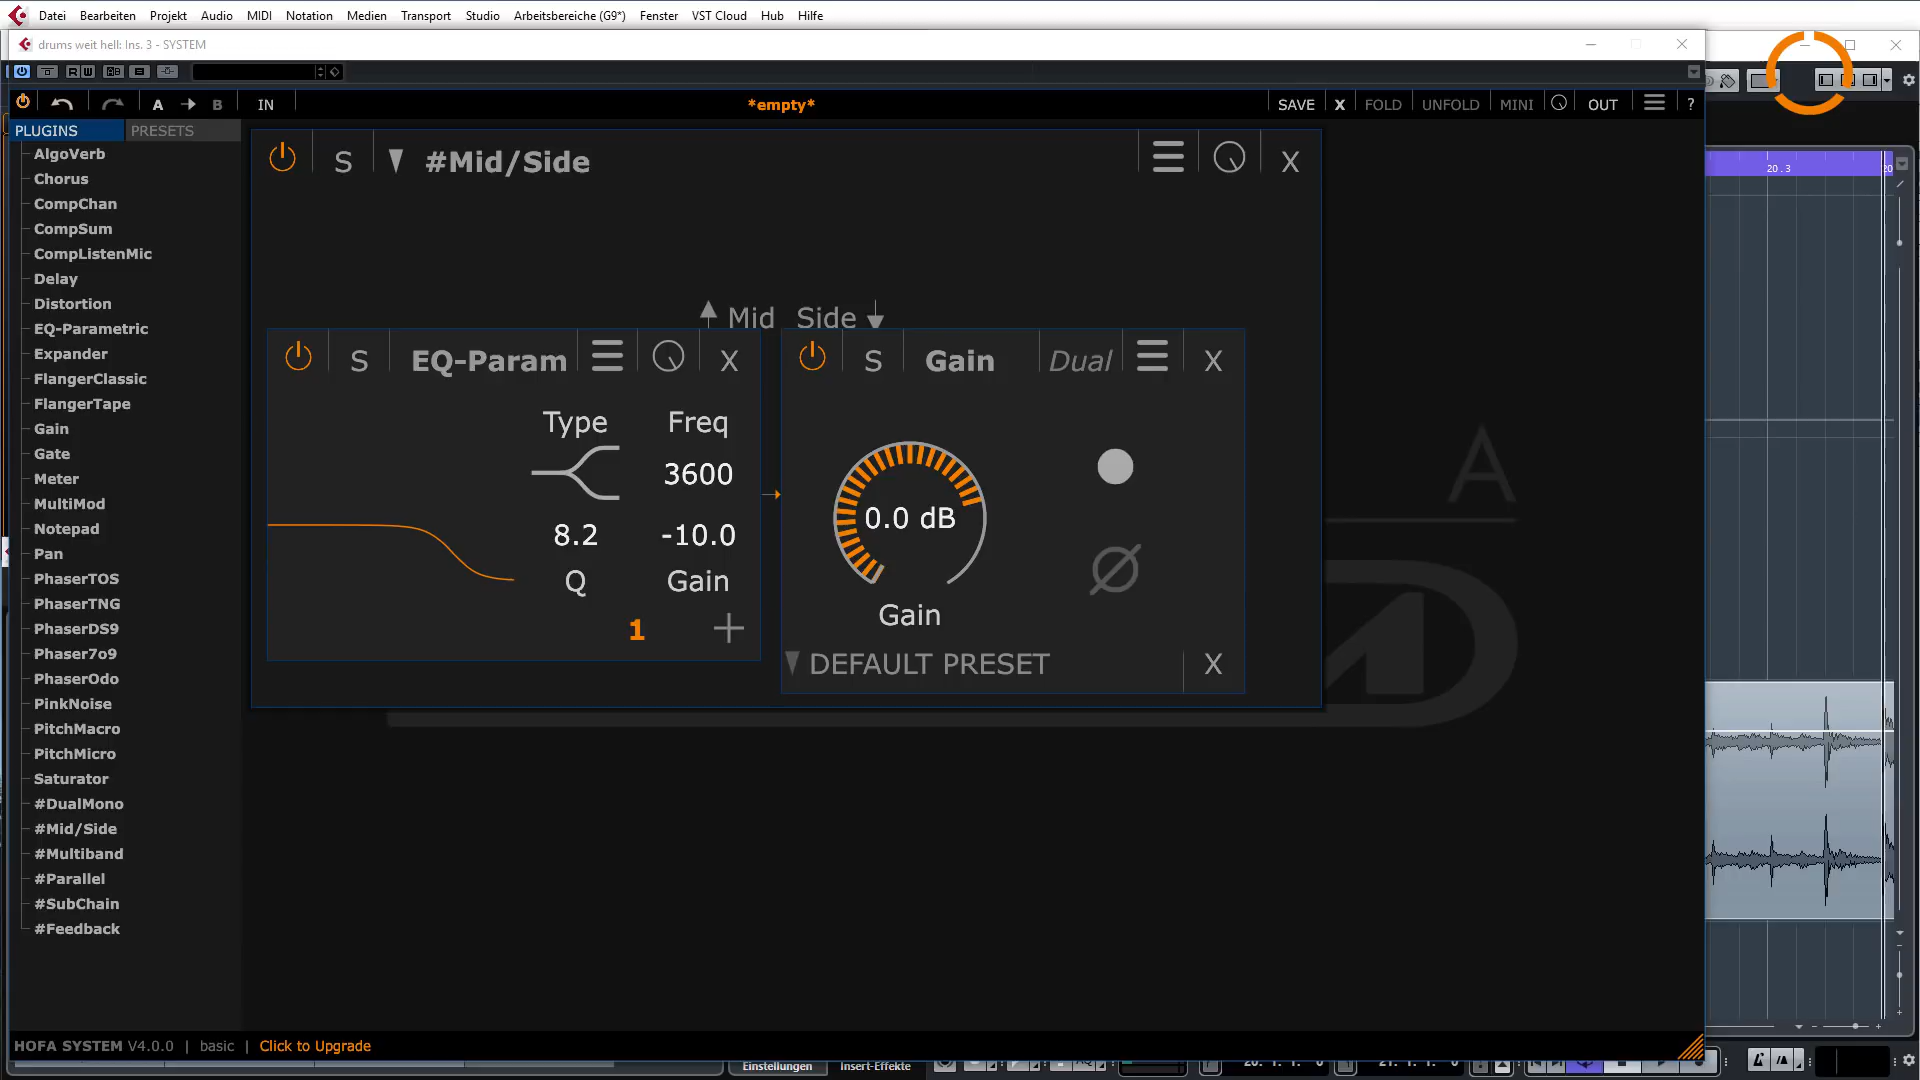 Datei Bearbeiten Projekt Audio MIDI Notation Medien Transport Studio Arbeitsbereiche (G9*) Fenster VST Cloud Hub Hilfe
drums weit hell: Ins. 3 - SYSTEM
R W
A B IN *empty* SAVE X FOLD UNFOLD MINI OUT ?
PLUGINS PRESETS
AlgoVerb
Chorus
CompChan
CompSum
CompListenMic
Delay
Distortion
EQ-Parametric
Expander
FlangerClassic
FlangerTape
Gain
Gate
Meter
MultiMod
Notepad
Pan
PhaserTOS
PhaserTNG
PhaserDS9
Phaser7o9
PhaserOdo
PinkNoise
PitchMacro
PitchMicro
Saturator
#DualMono
#Mid/Side
#Multiband
#Parallel
#SubChain
#Feedback
S #Mid/Side X
Mid Side
S EQ-Param X
Type Freq
3600
8.2 -10.0
Q Gain
1
S Gain Dual X
0.0 dB
Gain
DEFAULT PRESET X
A
20.3
HOFA SYSTEM V4.0.0 | basic | Click to Upgrade
Einstellungen Insert-Effekte